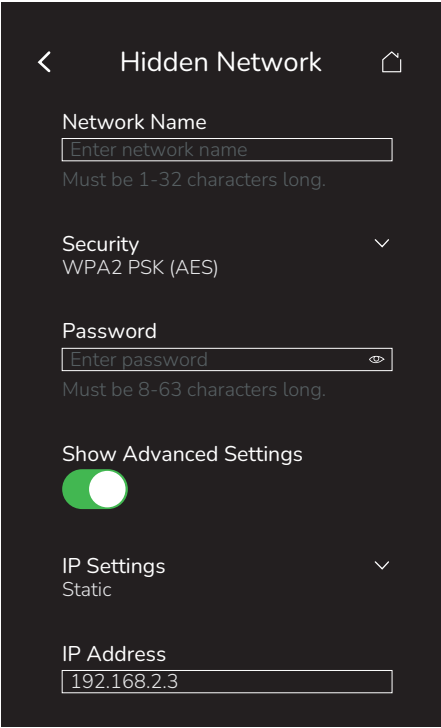 Hidden Network
Network Name
Enter network name
Must be 1-32 characters long.
Security
WPA2 PSK (AES)
Password
Enter password
Must be 8-63 characters long.
Show Advanced Settings
IP Settings
Static
IP Address
192.168.2.3